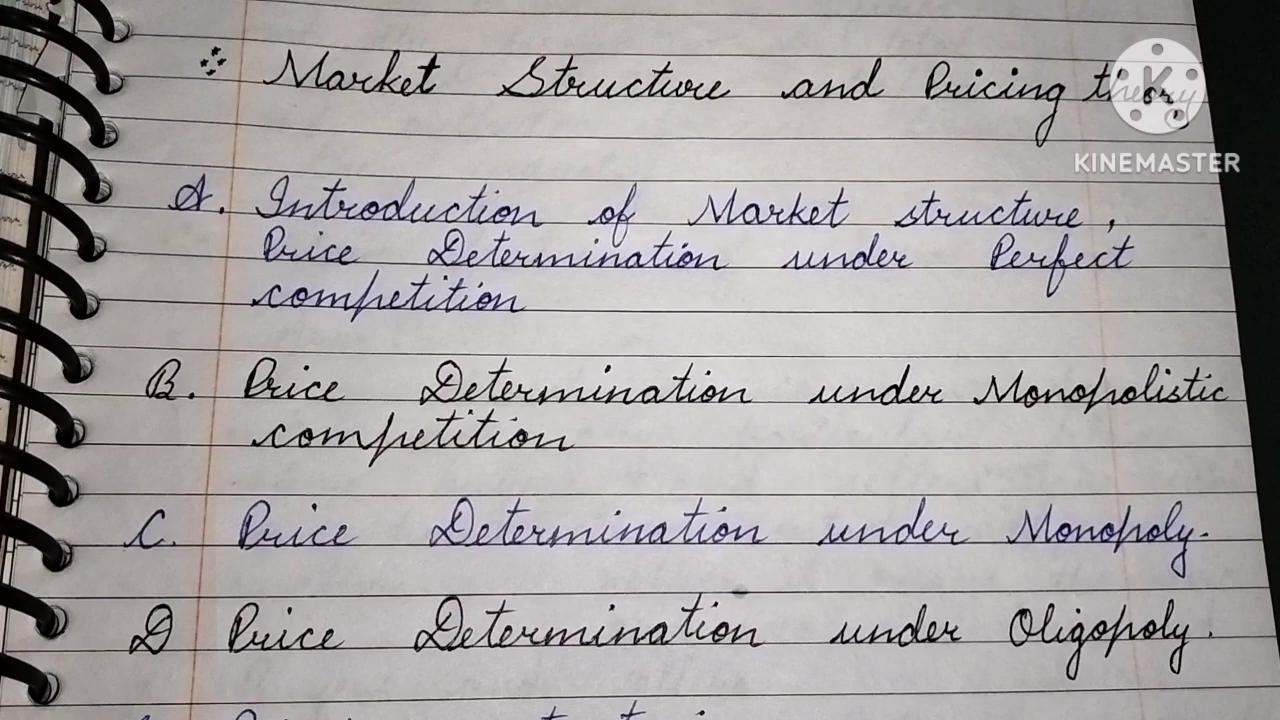 Market Structure and Pricing theory
KINEMASTER
A. Introduction of Market structure,
Price Determination under Perfect
competition
B. Price Determination under Monopolistic
competition
C. Price Determination under Monopoly.
D Price Determination under Oligopoly.